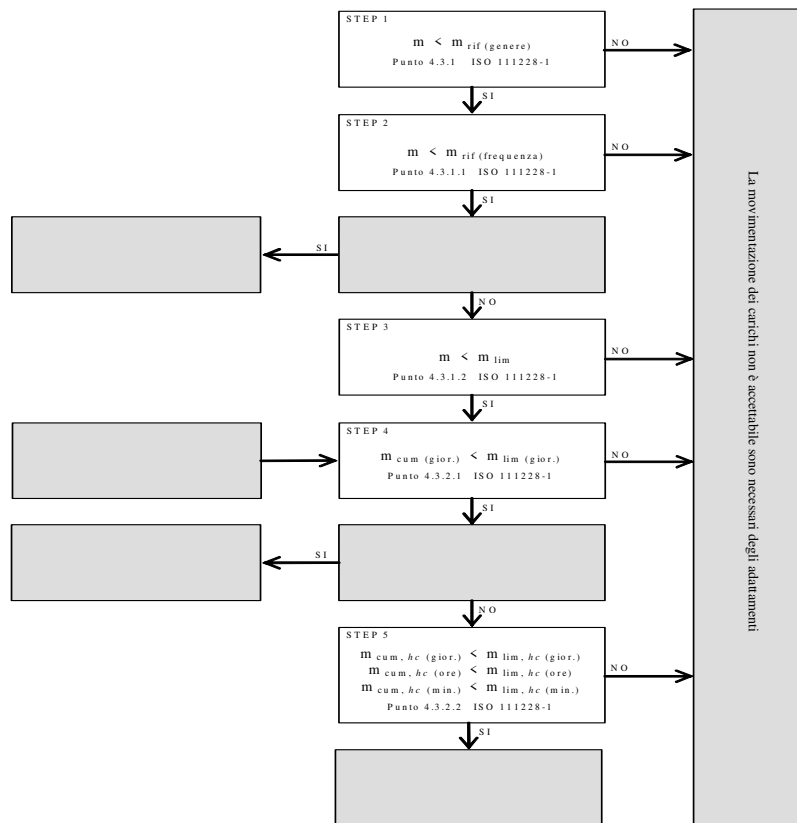 STEP 1
m < m rif (genere)
Punto 4.3.1 ISO 111228-1
NO
SI
STEP 2
m < m rif (frequenza)
Punto 4.3.1.1 ISO 111228-1
NO
SI
SI
NO
STEP 3
m < m lim
Punto 4.3.1.2 ISO 111228-1
NO
SI
STEP 4
m cum (gior.) < m lim (gior.)
Punto 4.3.2.1 ISO 111228-1
NO
SI
SI
NO
STEP 5
m cum, hc (gior.) < m lim, hc (gior.)
m cum, hc (ore) < m lim, hc (ore)
m cum, hc (min.) < m lim, hc (min.)
Punto 4.3.2.2 ISO 111228-1
NO
SI
La movimentazione dei carichi non è accettabile sono necessari degli adattamenti